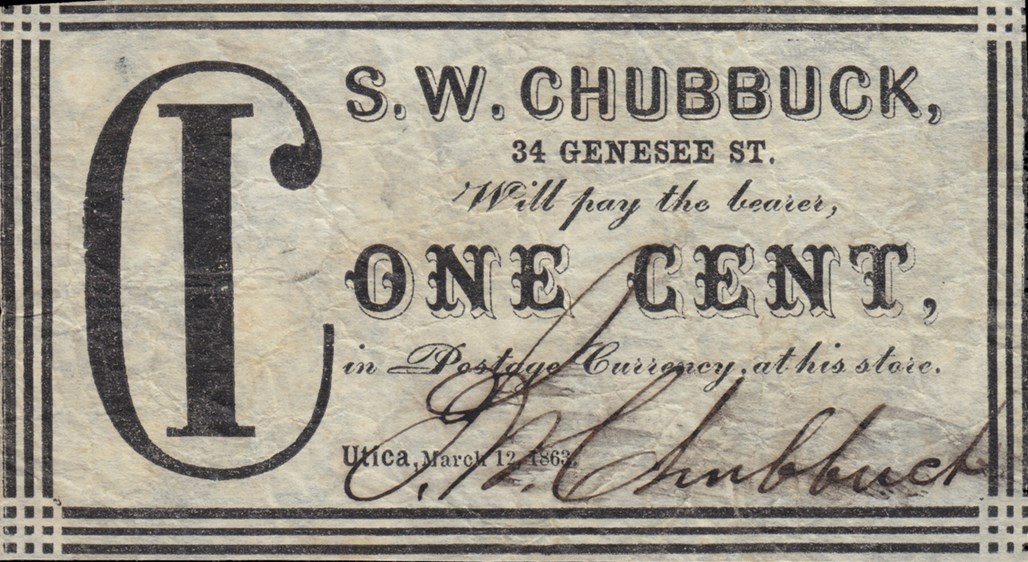 CI
S. W. CHUBBUCK,
34 GENESEE ST.
Will pay the bearer,
ONE CENT,
in Postage Currency, at his store.
Utica, March 12, 1863.
S. W. Chubbuck